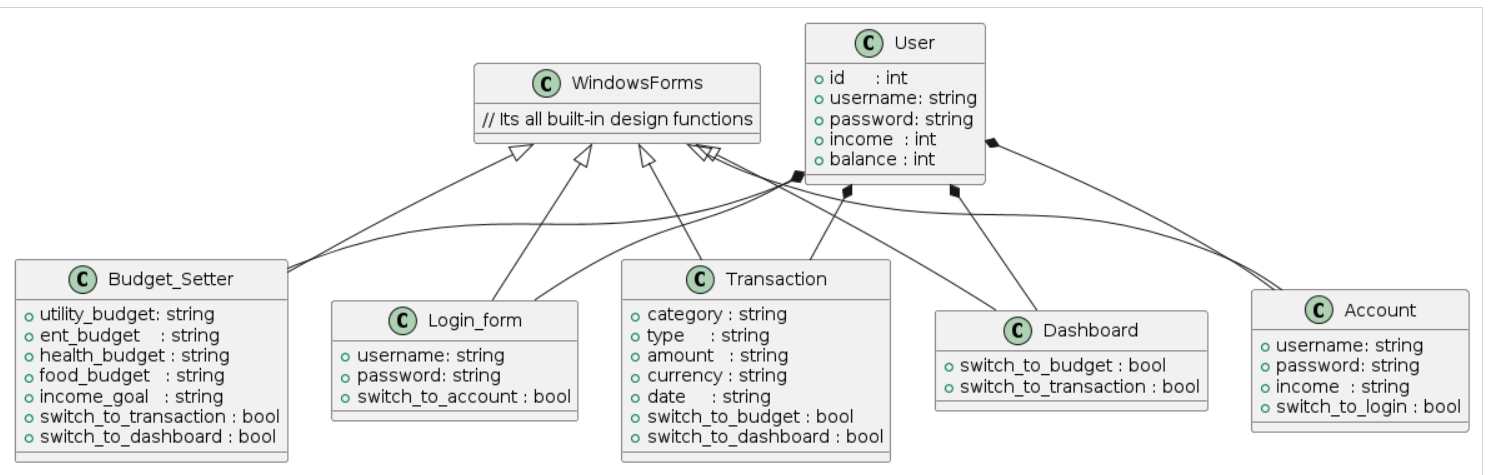 C User
id : int
username: string
password: string
income : int
balance : int
C WindowsForms
// Its all built-in design functions
C Budget_Setter
utility_budget: string
ent_budget : string
health_budget : string
food_budget : string
income_goal : string
switch_to_transaction : bool
switch_to_dashboard : bool
C Login_form
username: string
password: string
switch_to_account : bool
C Transaction
category : string
type : string
amount : string
currency : string
date : string
switch_to_budget : bool
switch_to_dashboard : bool
C Dashboard
switch_to_budget : bool
switch_to_transaction : bool
C Account
username: string
password: string
income : string
switch_to_login : bool